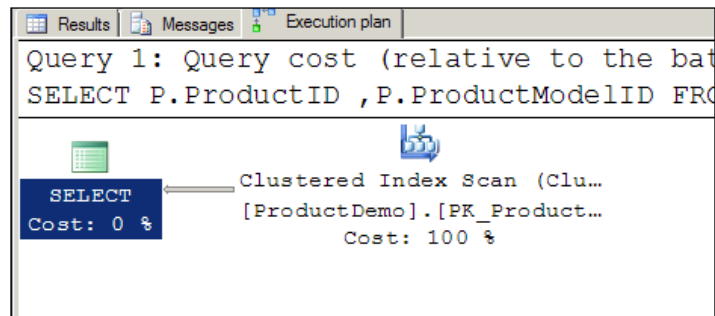 Results Messages Execution plan
Query 1: Query cost (relative to the bat
SELECT P.ProductID ,P.ProductModelID FRO
Clustered Index Scan (Clu…
SELECT
[ProductDemo].[PK_Product…
Cost: 0 %
Cost: 100 %